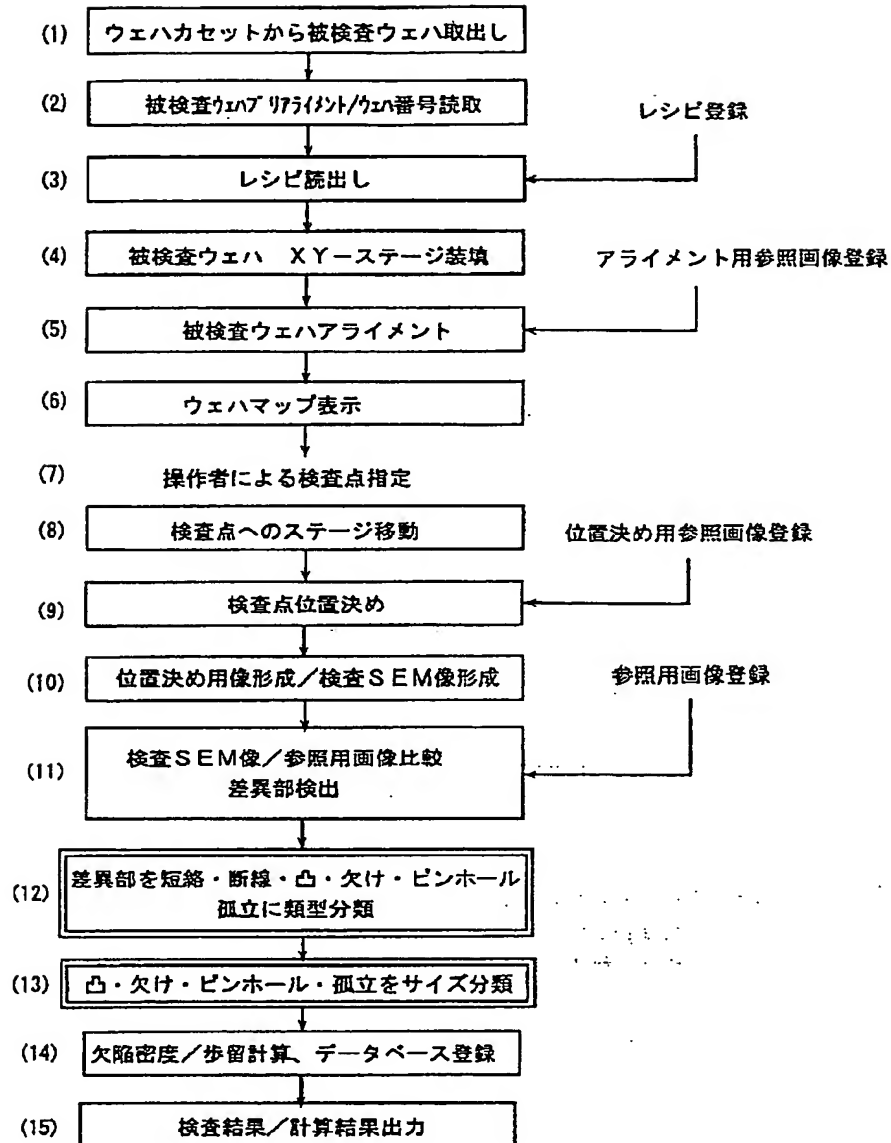 (1) ウェハカセットから被検査ウェハ取出し
(2) 被検査ウェハプリアライメント/ウェハ番号読取
レシピ登録
(3) レシピ読出し
(4) 被検査ウェハ XY－ステージ装填
アライメント用参照画像登録
(5) 被検査ウェハアライメント
(6) ウェハマップ表示
(7) 操作者による検査点指定
(8) 検査点へのステージ移動
位置決め用参照画像登録
(9) 検査点位置決め
(10) 位置決め用像形成／検査ＳＥＭ像形成
参照用画像登録
(11) 検査ＳＥＭ像／参照用画像比較
差異部検出
(12) 差異部を短絡・断線・凸・欠け・ピンホール
孤立に類型分類
(13) 凸・欠け・ピンホール・孤立をサイズ分類
(14) 欠陥密度／歩留計算、データベース登録
(15) 検査結果／計算結果出力